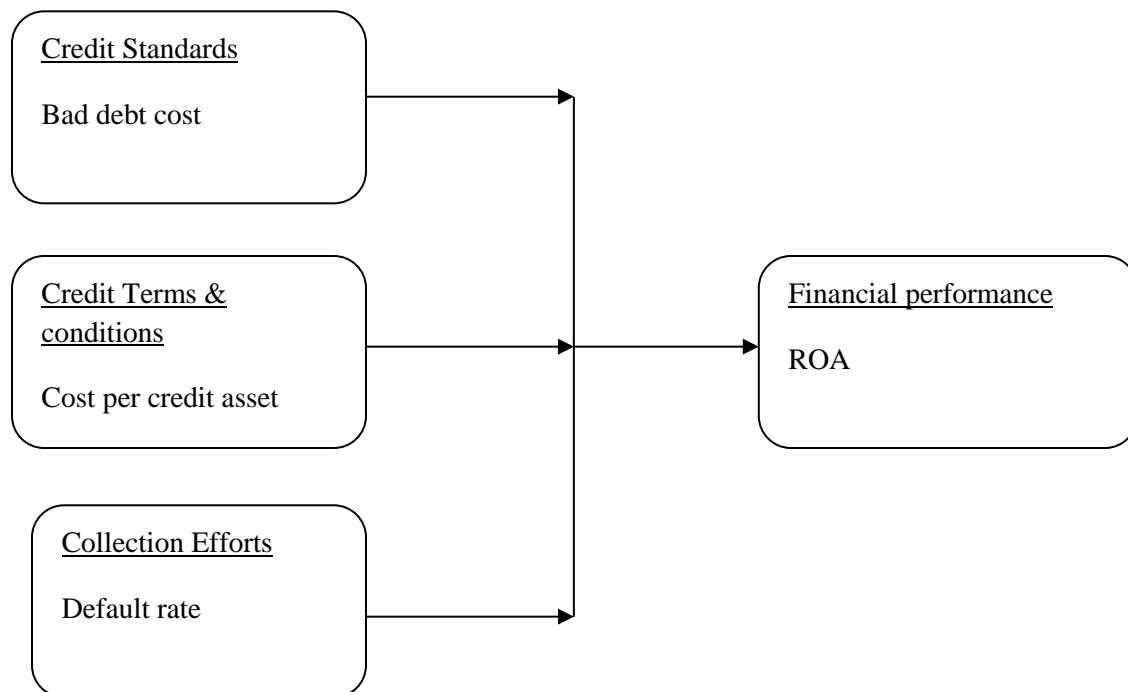 Credit Standards
Bad debt cost
Credit Terms &
conditions
Cost per credit asset
Financial performance
ROA
Collection Efforts
Default rate